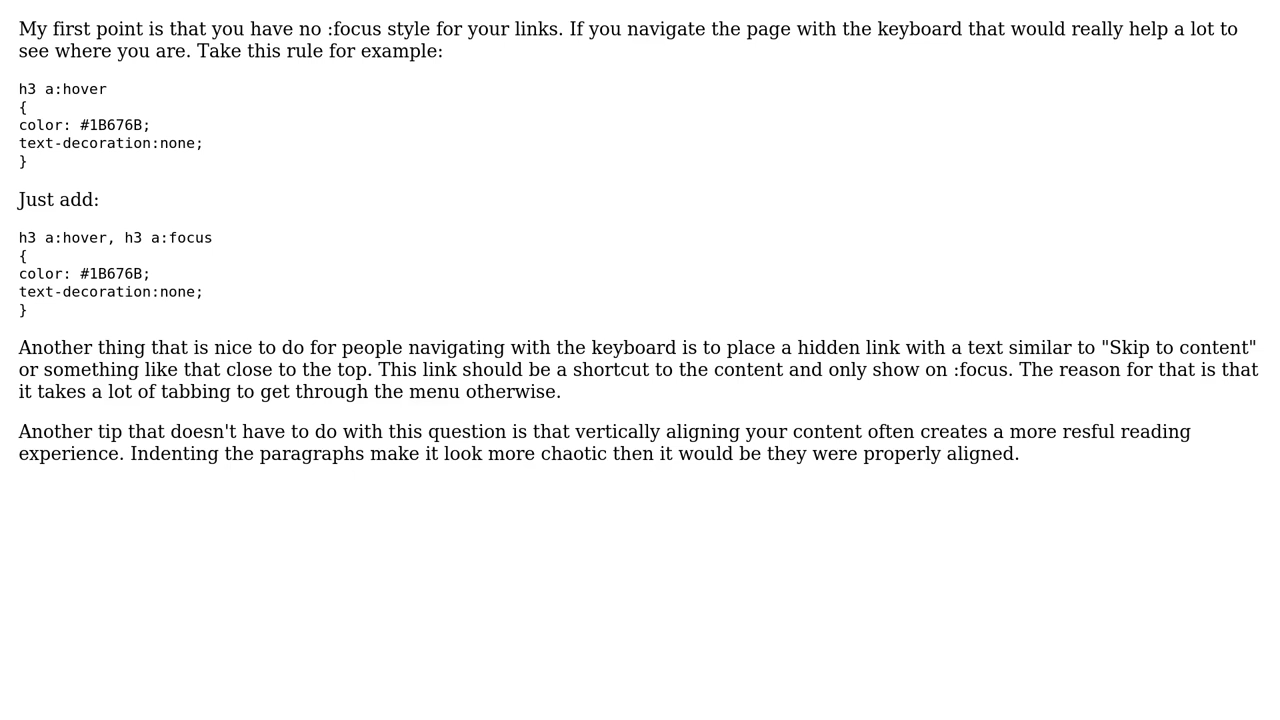 My first point is that you have no :focus style for your links. If you navigate the page with the keyboard that would really help a lot to
see where you are. Take this rule for example:
h3 a:hover
{
color: #1B676B;
text-decoration:none;
}
Just add:
h3 a:hover, h3 a:focus
{
color: #1B676B;
text-decoration:none;
}
Another thing that is nice to do for people navigating with the keyboard is to place a hidden link with a text similar to "Skip to content"
or something like that close to the top. This link should be a shortcut to the content and only show on :focus. The reason for that is that
it takes a lot of tabbing to get through the menu otherwise.
Another tip that doesn't have to do with this question is that vertically aligning your content often creates a more resful reading
experience. Indenting the paragraphs make it look more chaotic then it would be they were properly aligned.